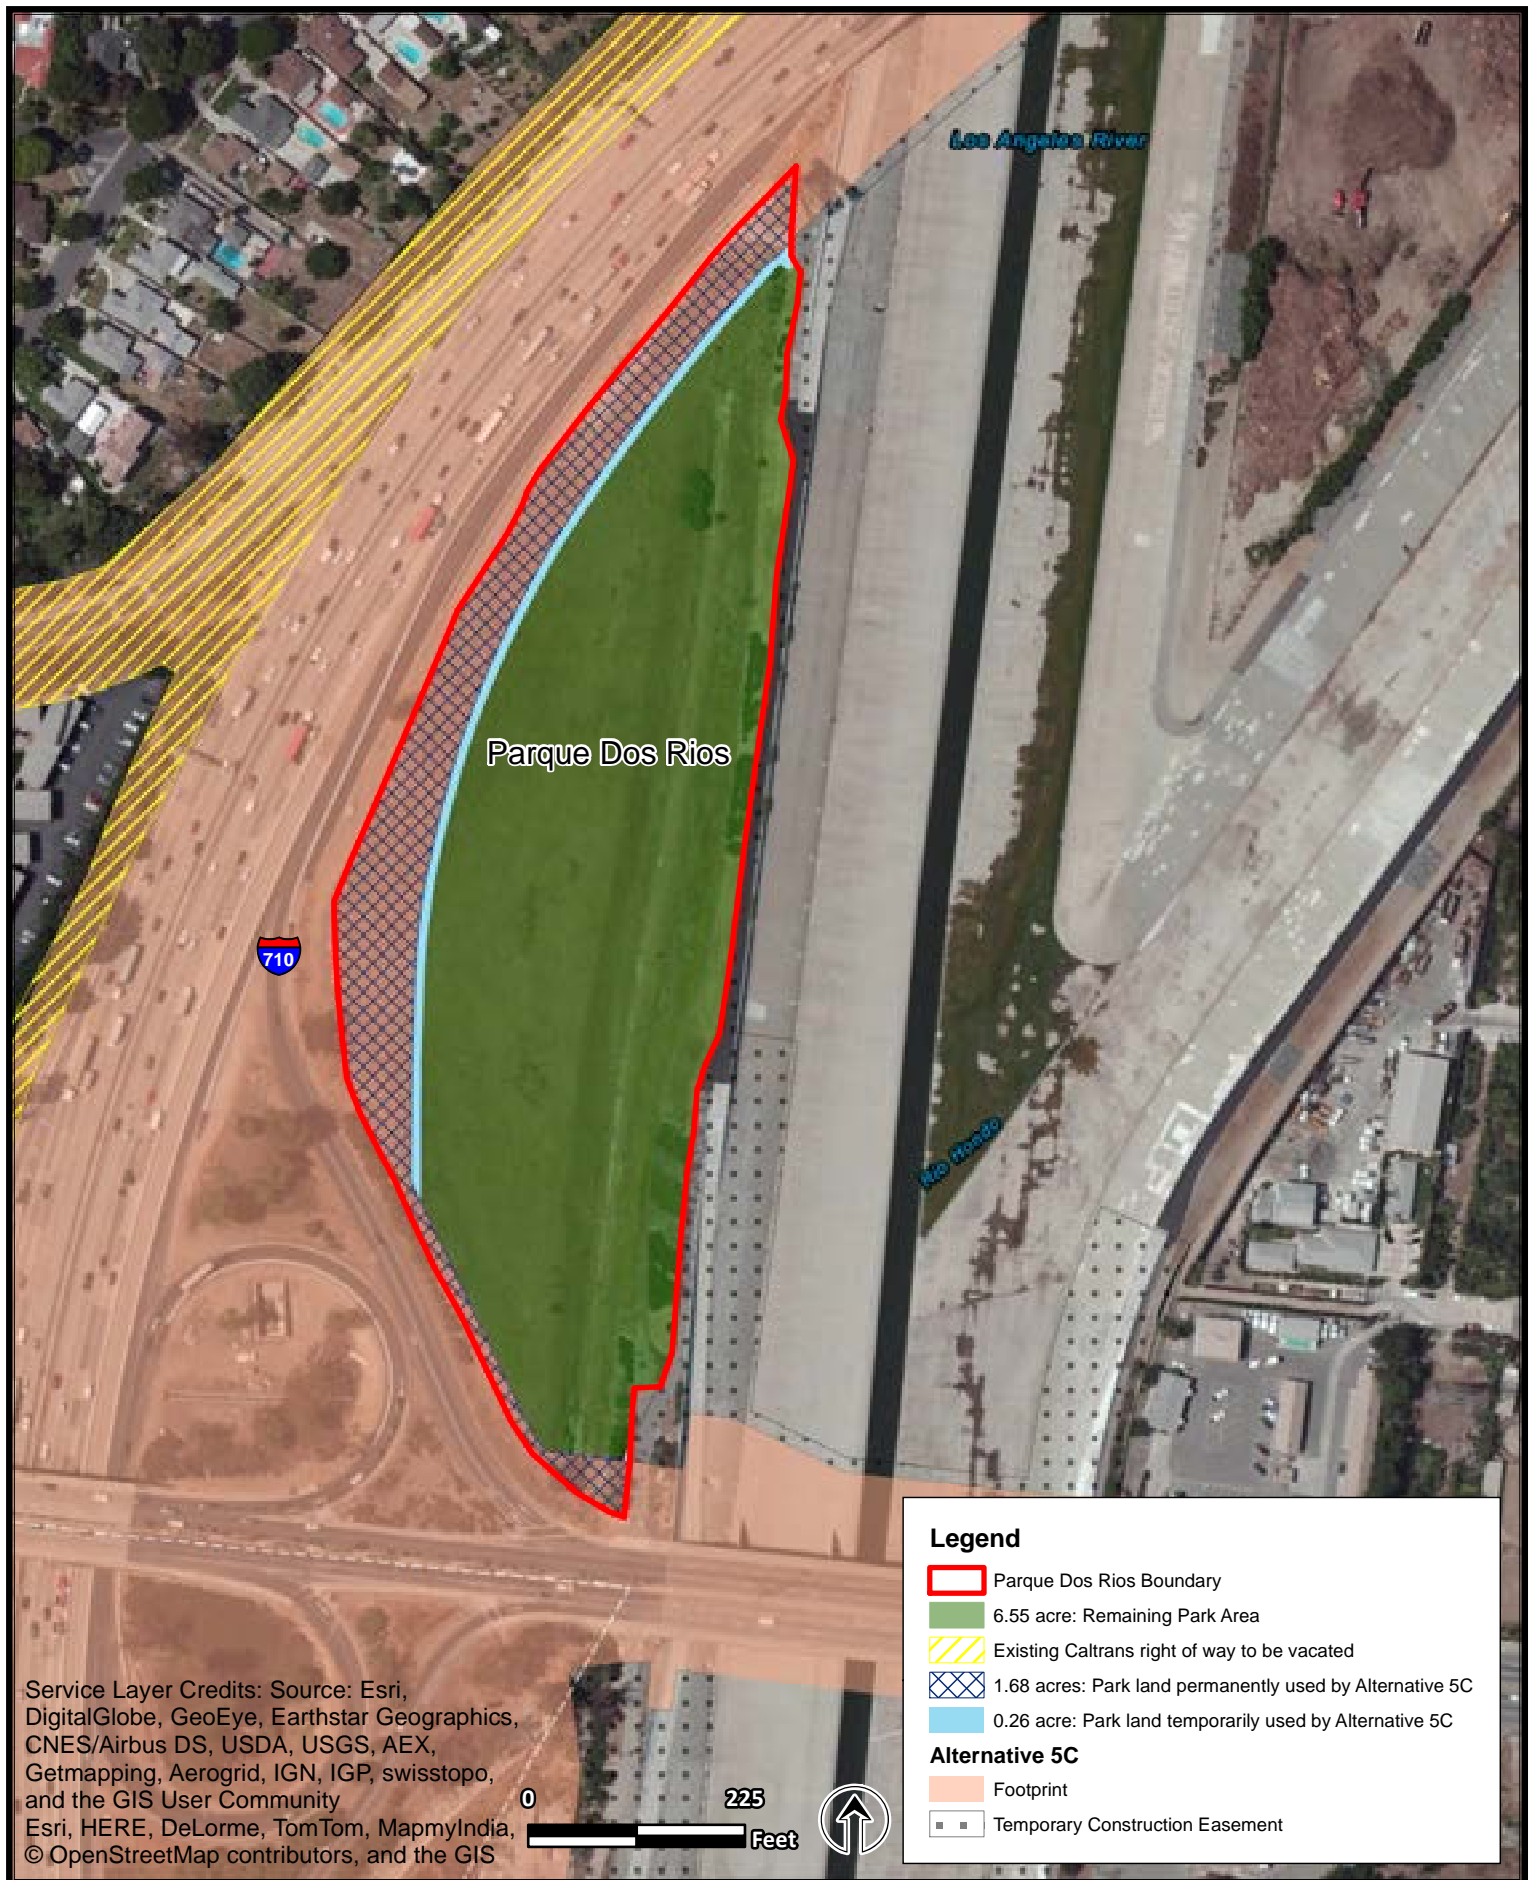 Los Angeles River
Parque Dos Rios
710
Rio Hondo
Legend
Parque Dos Rios Boundary
6.55 acre: Remaining Park Area
Existing Caltrans right of way to be vacated
1.68 acres: Park land permanently used by Alternative 5C
0.26 acre: Park land temporarily used by Alternative 5C
Alternative 5C
Footprint
Temporary Construction Easement
Service Layer Credits: Source: Esri,
DigitalGlobe, GeoEye, Earthstar Geographics,
CNES/Airbus DS, USDA, USGS, AEX,
Getmapping, Aerogrid, IGN, IGP, swisstopo,
and the GIS User Community
Esri, HERE, DeLorme, TomTom, MapmyIndia,
© OpenStreetMap contributors, and the GIS
0 225
Feet